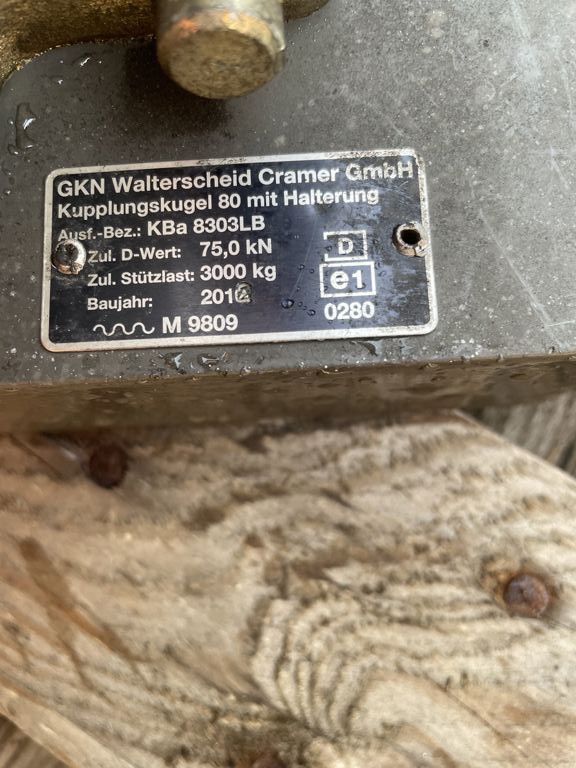 GKN Walterscheid Cramer GmbH
Kupplungskugel 80 mit Halterung
Ausf.-Bez.: KBa 8303LB
Zul. D-Wert: 75,0 kN
Zul. Stützlast: 3000 kg
Baujahr: 2012
M 9809
D
e1
0280